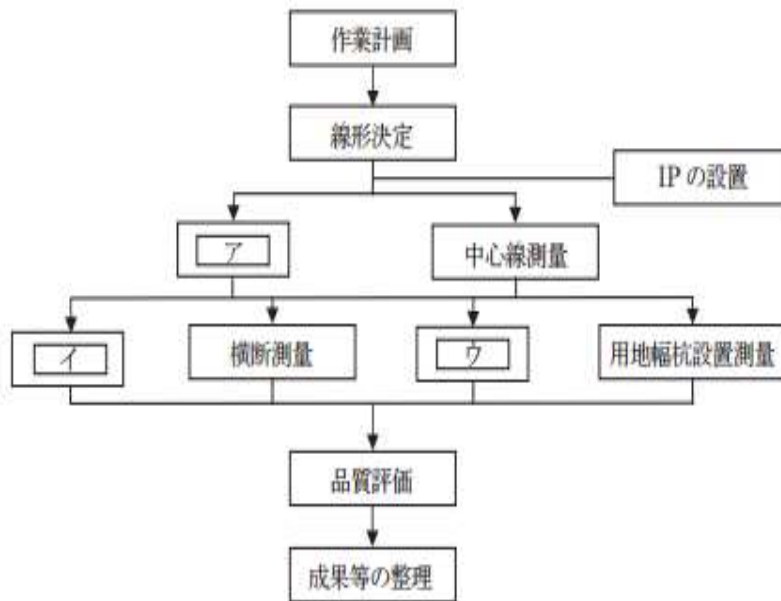 作業計画
線形決定
IPの設置
ア
中心線測量
イ
横断測量
ウ
用地幅杭設置測量
品質評価
成果等の整理